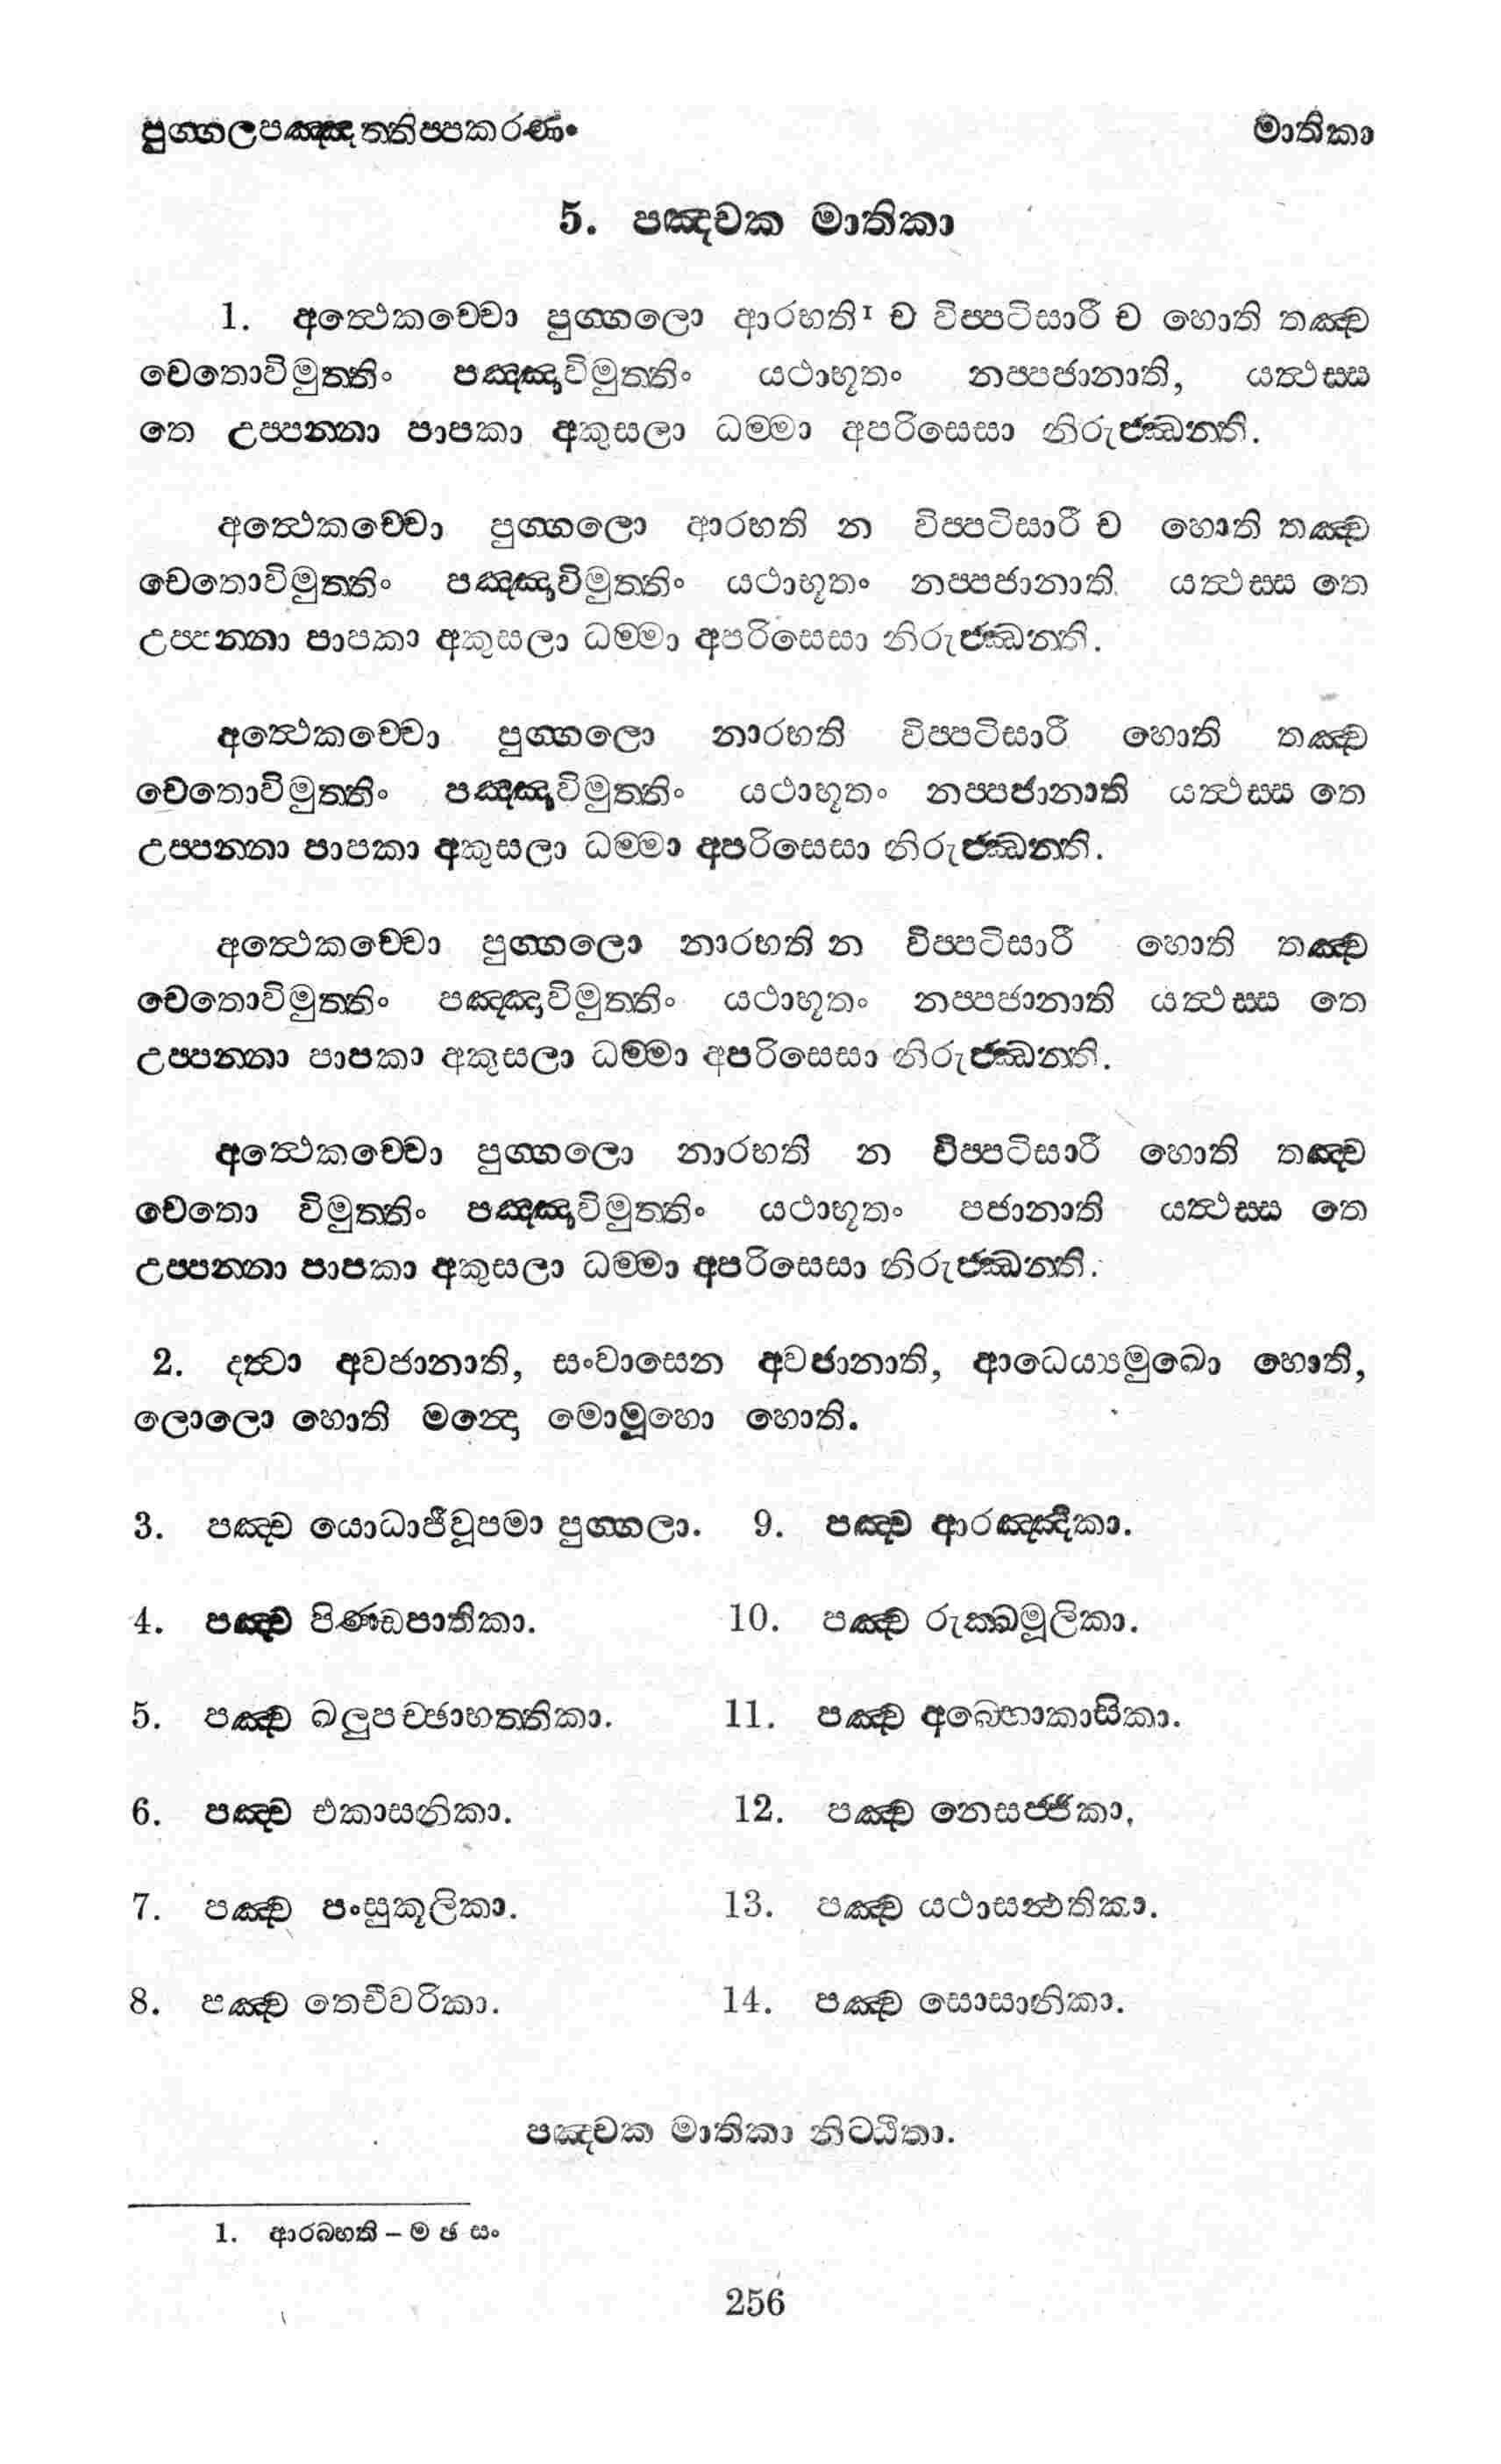 පුග්ගලපඤ්ඤත්තිප්පකරණං මාතිකා
5. පඤ්චක මාතිකා
1. අත්ථෙකච්චො පුග්ගලො ආරභති¹ ච විප්පටිසාරී ච හොති තඤ්ච
චෙතොවිමුත්තිං පඤ්ඤාවිමුත්තිං යථාභූතං නප්පජානාති, යත්ථස්ස
තෙ උප්පන්නා පාපකා අකුසලා ධම්මා අපරිසෙසා නිරුජ්ඣන්ති.
අත්ථෙකච්චො පුග්ගලො ආරභති න විප්පටිසාරී ච හොති තඤ්ච
චෙතොවිමුත්තිං පඤ්ඤාවිමුත්තිං යථාභූතං නප්පජානාති යත්ථස්ස තෙ
උප්පන්නා පාපකා අකුසලා ධම්මා අපරිසෙසා නිරුජ්ඣන්ති.
අත්ථෙකච්චො පුග්ගලො නාරභති විප්පටිසාරී හොති තඤ්ච
චෙතොවිමුත්තිං පඤ්ඤාවිමුත්තිං යථාභූතං නප්පජානාති යත්ථස්ස තෙ
උප්පන්නා පාපකා අකුසලා ධම්මා අපරිසෙසා නිරුජ්ඣන්ති.
අත්ථෙකච්චො පුග්ගලො නාරභති න විප්පටිසාරී හොති තඤ්ච
චෙතොවිමුත්තිං පඤ්ඤාවිමුත්තිං යථාභූතං නප්පජානාති යත්ථස්ස තෙ
උප්පන්නා පාපකා අකුසලා ධම්මා අපරිසෙසා නිරුජ්ඣන්ති.
අත්ථෙකච්චො පුග්ගලො නාරභති න විප්පටිසාරී හොති තඤ්ච
චෙතො විමුත්තිං පඤ්ඤාවිමුත්තිං යථාභූතං පජානාති යත්ථස්ස තෙ
උප්පන්නා පාපකා අකුසලා ධම්මා අපරිසෙසා නිරුජ්ඣන්ති.
2. දත්වා අවජානාති, සංවාසෙන අවජානාති, ආධෙය්‍යමුඛො හොති,
ලොලො හොති මන්දො මොමූහො හොති.
3. පඤ්ච යොධාජීවූපමා පුග්ගලා. 9. පඤ්ච ආරඤ්ඤිකා.
4. පඤ්ච පිණ්ඩපාතිකා. 10. පඤ්ච රුක්ඛමූලිකා.
5. පඤ්ච ඛලුපච්ඡාභත්තිකා. 11. පඤ්ච අබ්භොකාසිකා.
6. පඤ්ච එකාසනිකා. 12. පඤ්ච නෙසජ්ජිකා,
7. පඤ්ච පංසුකූලිකා. 13. පඤ්ච යථාසන්ථතිකා.
8. පඤ්ච තෙචීවරිකා. 14. පඤ්ච සොසානිකා.
පඤ්චක මාතිකා නිට්ඨිතා.
1. ආරබ්භති – ම ඡ සං
256